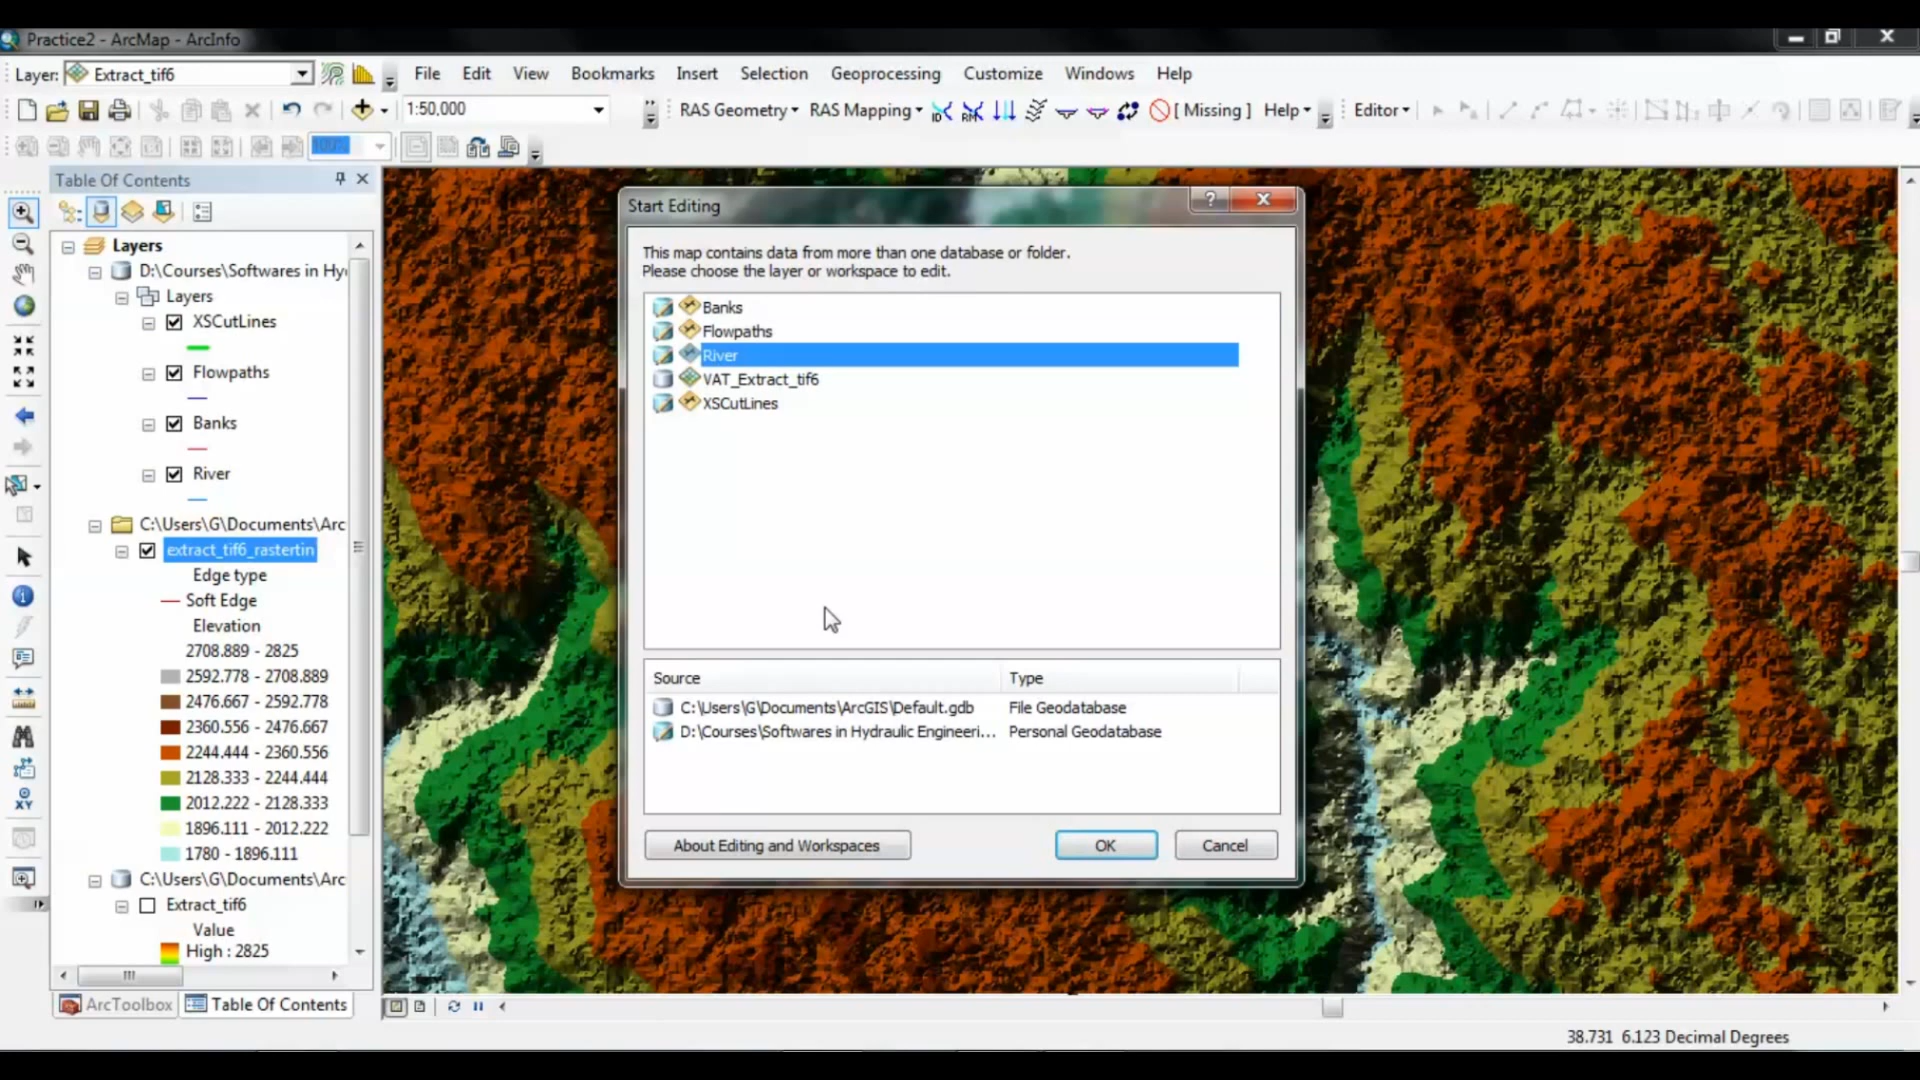 Practice2 - ArcMap - ArcInfo
Layer: Extract_tif6 File Edit View Bookmarks Insert Selection Geoprocessing Customize Windows Help
1:50,000 RAS Geometry RAS Mapping [ Missing ] Help Editor
100%
Table Of Contents
Layers
D:\Courses\Softwares in Hy
Layers
XSCutLines
Flowpaths
Banks
River
C:\Users\G\Documents\Arc
extract_tif6_rastertin
Edge type
Soft Edge
Elevation
2708.889 - 2825
2592.778 - 2708.889
2476.667 - 2592.778
2360.556 - 2476.667
2244.444 - 2360.556
2128.333 - 2244.444
2012.222 - 2128.333
1896.111 - 2012.222
1780 - 1896.111
C:\Users\G\Documents\Arc
Extract_tif6
Value
High : 2825
ArcToolbox Table Of Contents
Start Editing
This map contains data from more than one database or folder.
Please choose the layer or workspace to edit.
Banks
Flowpaths
River
VAT_Extract_tif6
XSCutLines
Source Type
C:\Users\G\Documents\ArcGIS\Default.gdb File Geodatabase
D:\Courses\Softwares in Hydraulic Engineeri... Personal Geodatabase
About Editing and Workspaces OK Cancel
38.731 6.123 Decimal Degrees